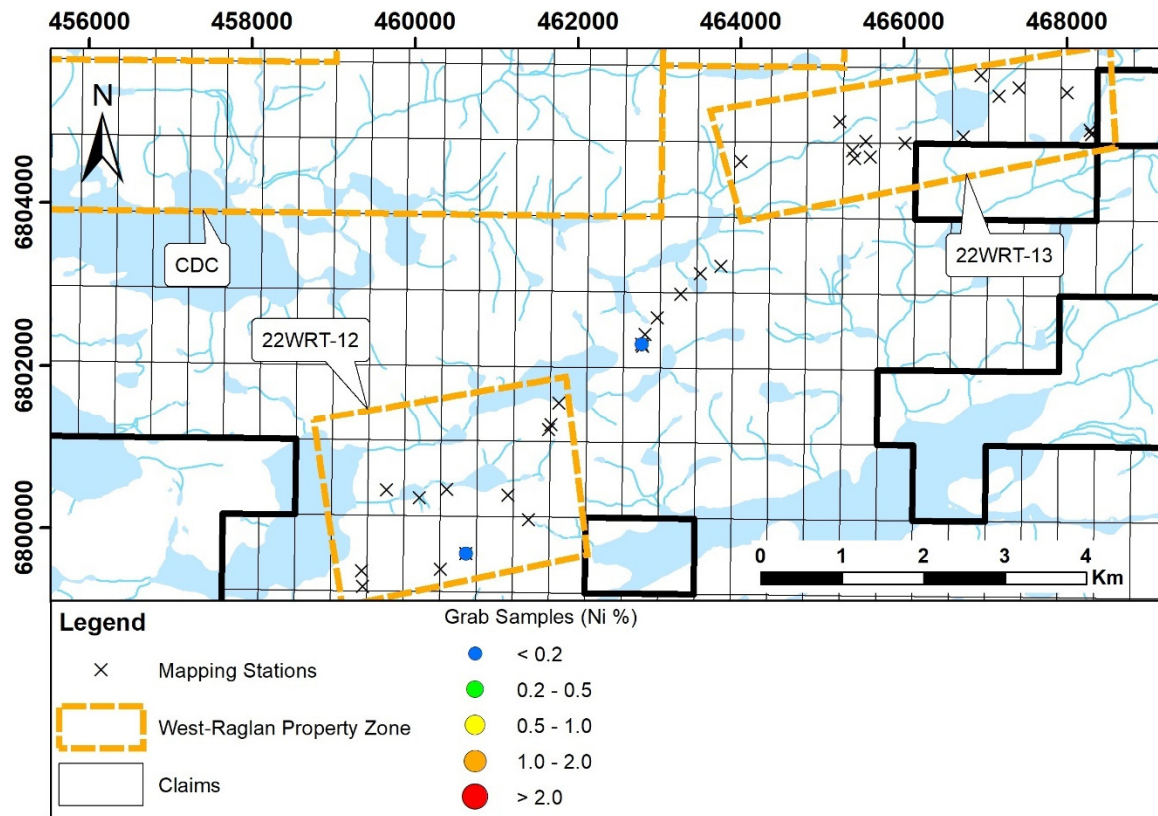 456000 458000 460000 462000 464000 466000 468000
N
6804000
6802000
6800000
CDC
22WRT-13
22WRT-12
0 1 2 3 4
Km
Legend
Mapping Stations
West-Raglan Property Zone
Claims
Grab Samples (Ni %)
< 0.2
0.2 - 0.5
0.5 - 1.0
1.0 - 2.0
> 2.0